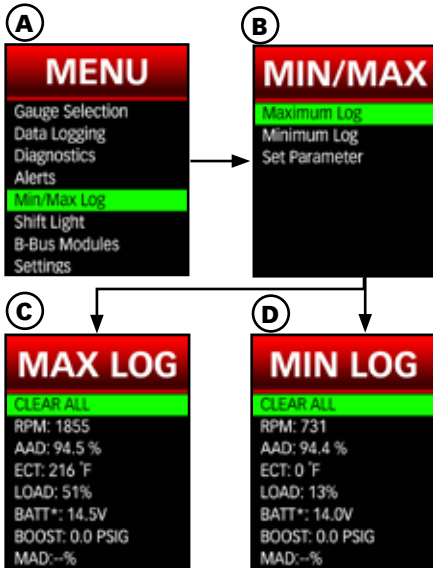 A
MENU
Gauge Selection
Data Logging
Diagnostics
Alerts
Min/Max Log
Shift Light
B-Bus Modules
Settings
B
MIN/MAX
Maximum Log
Minimum Log
Set Parameter
C
MAX LOG
CLEAR ALL
RPM: 1855
AAD: 94.5 %
ECT: 216 °F
LOAD: 51%
BATT*: 14.5V
BOOST: 0.0 PSIG
MAD:--%
D
MIN LOG
CLEAR ALL
RPM: 731
AAD: 94.4 %
ECT: 0 °F
LOAD: 13%
BATT*: 14.0V
BOOST: 0.0 PSIG
MAD:--%